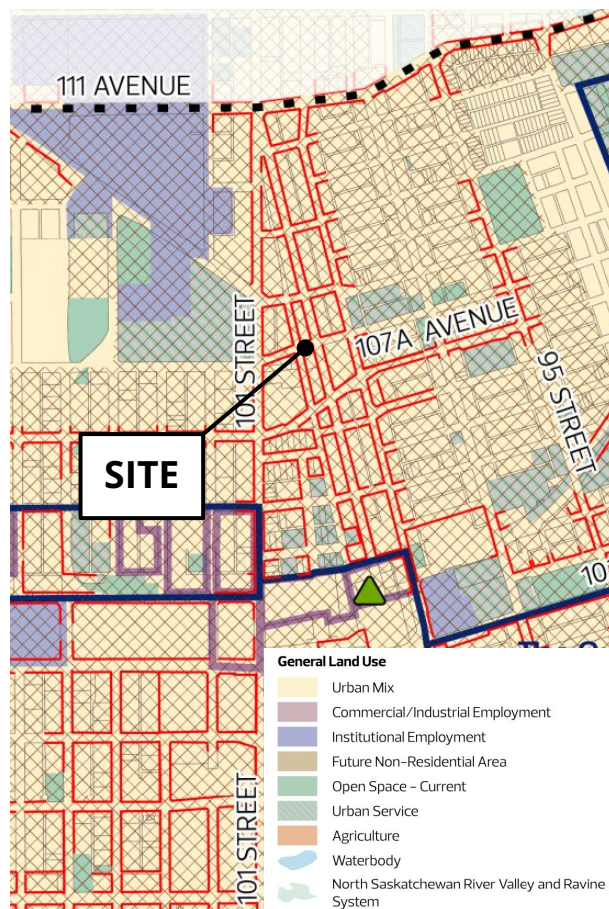 111 AVENUE
101 STREET
107A AVENUE
95 STREET
SITE
10
101 STREET
General Land Use
Urban Mix
Commercial/Industrial Employment
Institutional Employment
Future Non-Residential Area
Open Space - Current
Urban Service
Agriculture
Waterbody
North Saskatchewan River Valley and Ravine
System